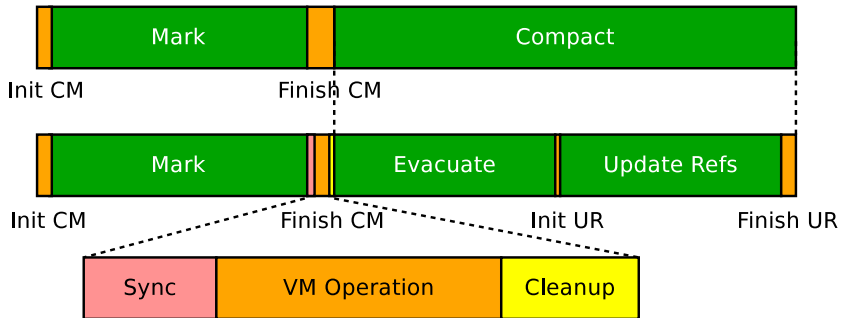 Mark Compact
Init CM Finish CM
Mark Evacuate Update Refs
Init CM Finish CM Init UR Finish UR
Sync VM Operation Cleanup